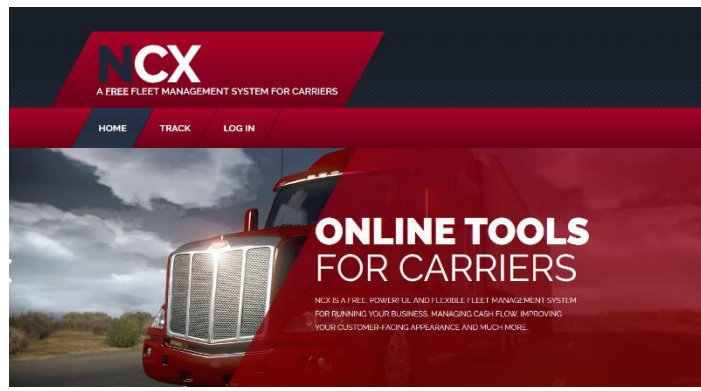 NCX
A FREE FLEET MANAGEMENT SYSTEM FOR CARRIERS
HOME TRACK LOG IN
ONLINE TOOLS
FOR CARRIERS
NCX IS A FREE, POWERFUL AND FLEXIBLE FLEET MANAGEMENT SYSTEM
FOR RUNNING YOUR BUSINESS, MANAGING CASH FLOW, IMPROVING
YOUR CUSTOMER-FACING APPEARANCE AND MUCH MORE.